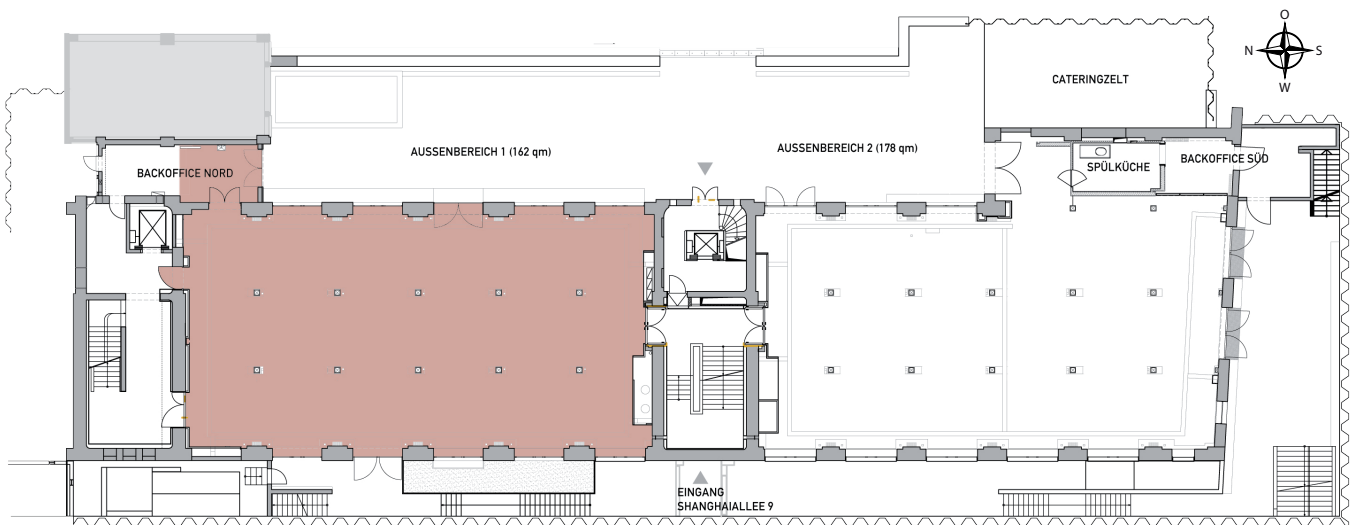 O
N S
W
CATERINGZELT
AUSSENBEREICH 1 (162 qm)
AUSSENBEREICH 2 (178 qm)
BACKOFFICE NORD
SPÜLKÜCHE
BACKOFFICE SÜD
EINGANG
SHANGHAIALLEE 9